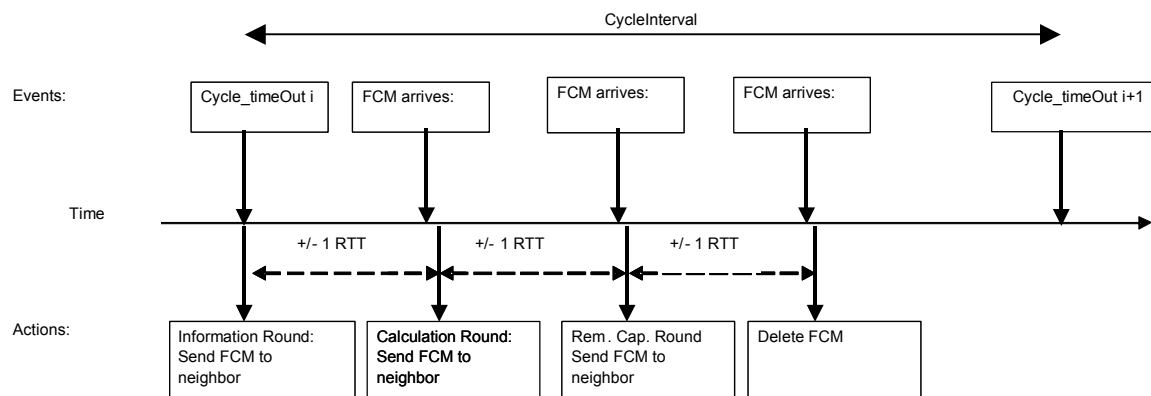 CycleInterval
Events:
Cycle_timeOut i
FCM arrives:
FCM arrives:
FCM arrives:
Cycle_timeOut i+1
Time
+/- 1 RTT
+/- 1 RTT
+/- 1 RTT
Actions:
Information Round:
Send FCM to
neighbor
Calculation Round:
Send FCM to
neighbor
Rem. Cap. Round
Send FCM to
neighbor
Delete FCM